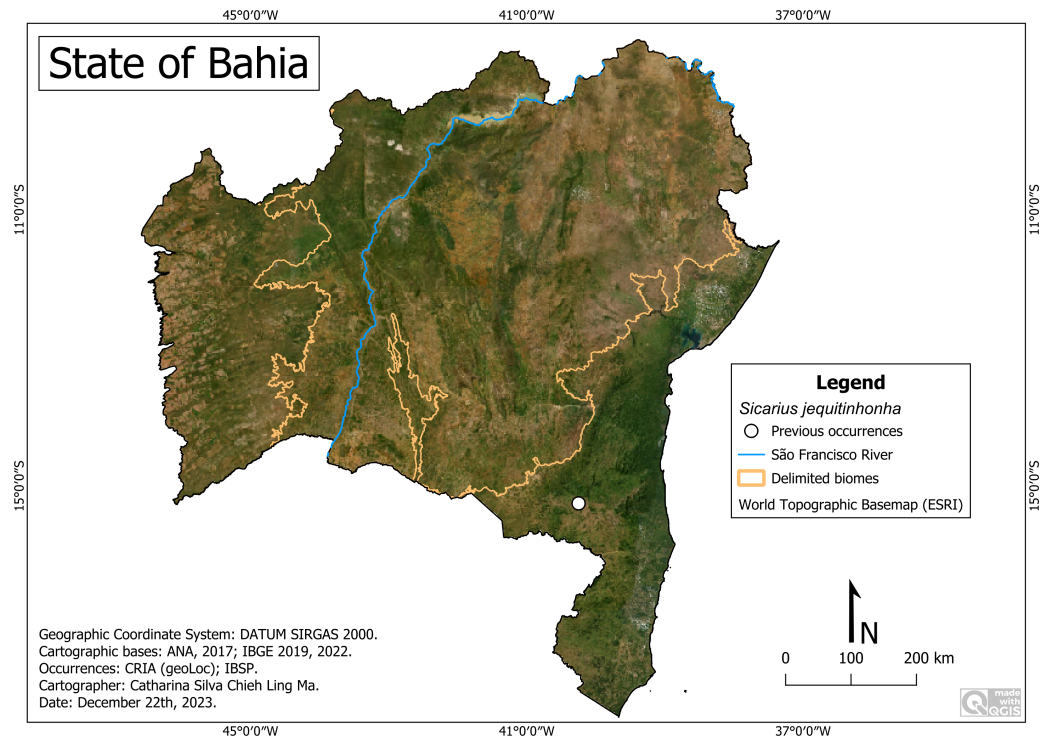 45°0'0"W 41°0'0"W 37°0'0"W
State of Bahia
11°0'0"S
11°0'0"S
15°0'0"S
15°0'0"S
Legend
Sicarius jequitinhonha
Previous occurrences
São Francisco River
Delimited biomes
World Topographic Basemap (ESRI)
N
0 100 200 km
Geographic Coordinate System: DATUM SIRGAS 2000.
Cartographic bases: ANA, 2017; IBGE 2019, 2022.
Occurrences: CRIA (geoLoc); IBSP.
Cartographer: Catharina Silva Chieh Ling Ma.
Date: December 22th, 2023.
made
with
QGIS
45°0'0"W 41°0'0"W 37°0'0"W